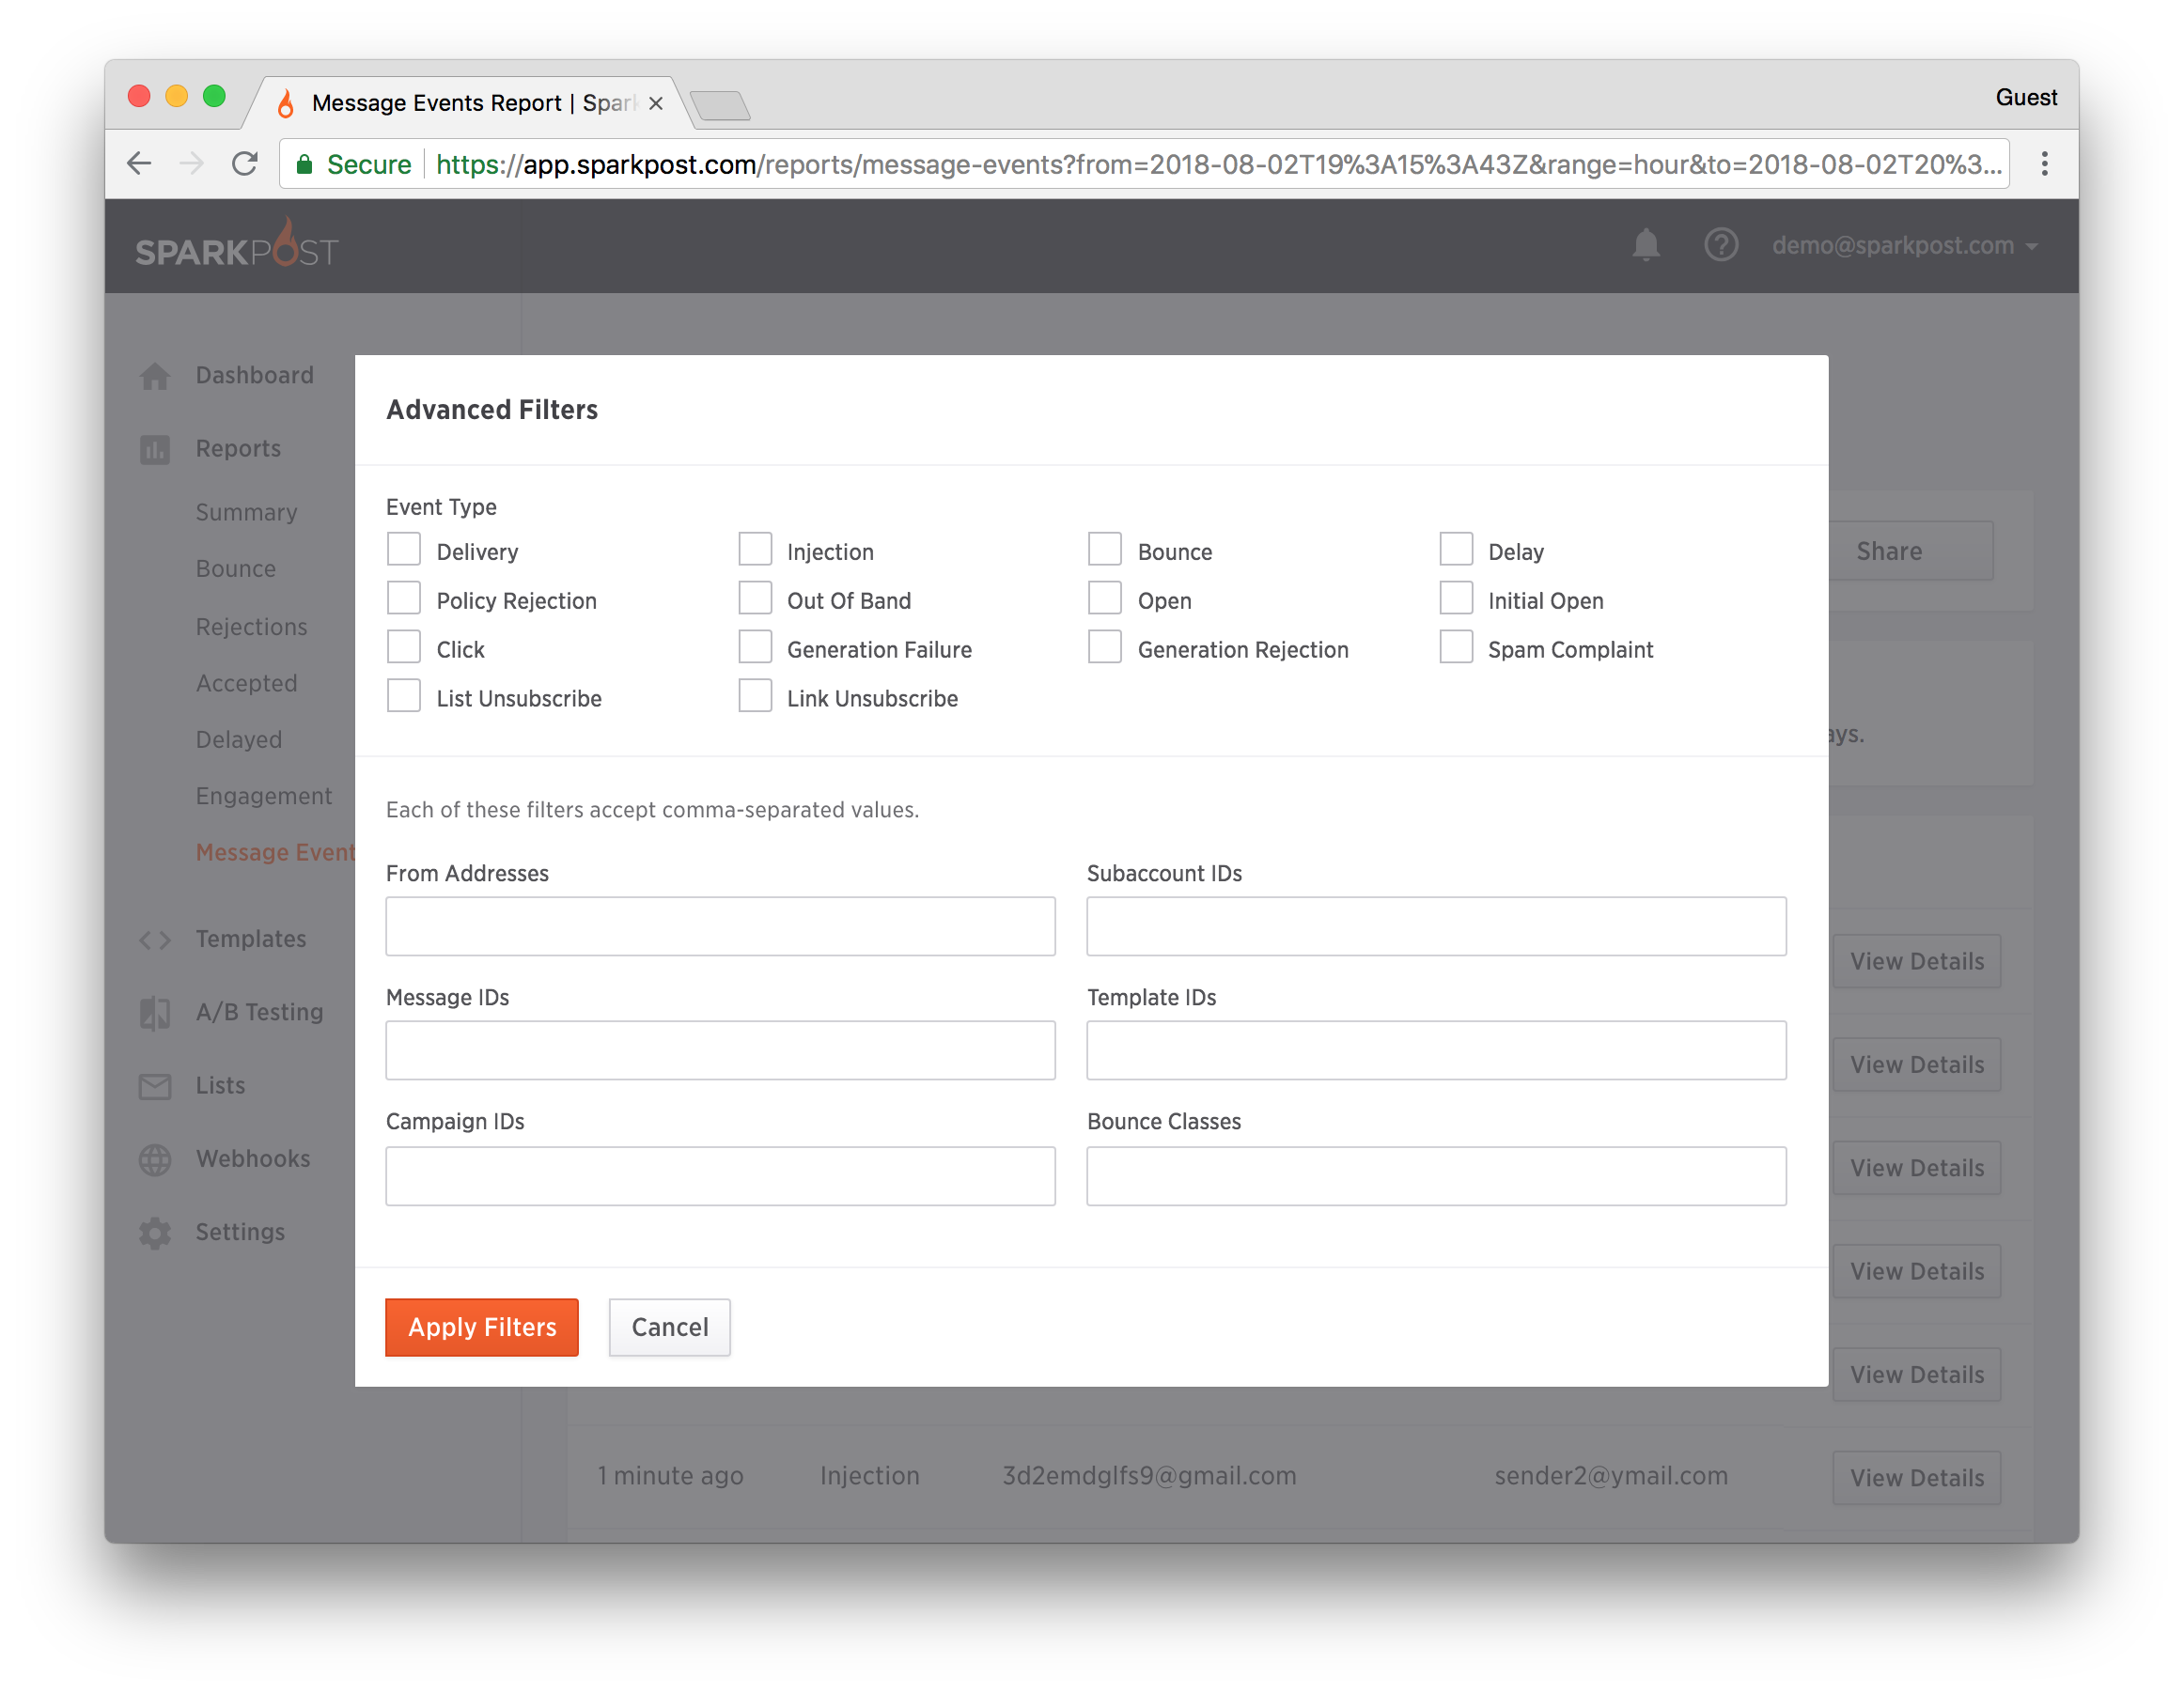 Message Events Report | Spark
Guest
Secure https://app.sparkpost.com/reports/message-events?from=2018-08-02T19%3A15%3A43Z&range=hour&to=2018-08-02T20%3...
SPARKPOST
demo@sparkpost.com
Dashboard
Reports
Summary
Bounce
Rejections
Accepted
Delayed
Engagement
Message Event
Templates
A/B Testing
Lists
Webhooks
Settings
Advanced Filters
Event Type
Delivery Injection Bounce Delay
Policy Rejection Out Of Band Open Initial Open
Click Generation Failure Generation Rejection Spam Complaint
List Unsubscribe Link Unsubscribe
Each of these filters accept comma-separated values.
From Addresses Subaccount IDs
Message IDs Template IDs
Campaign IDs Bounce Classes
Apply Filters Cancel
Share
ays.
View Details
View Details
View Details
View Details
View Details
1 minute ago Injection 3d2emdglfs9@gmail.com sender2@ymail.com View Details